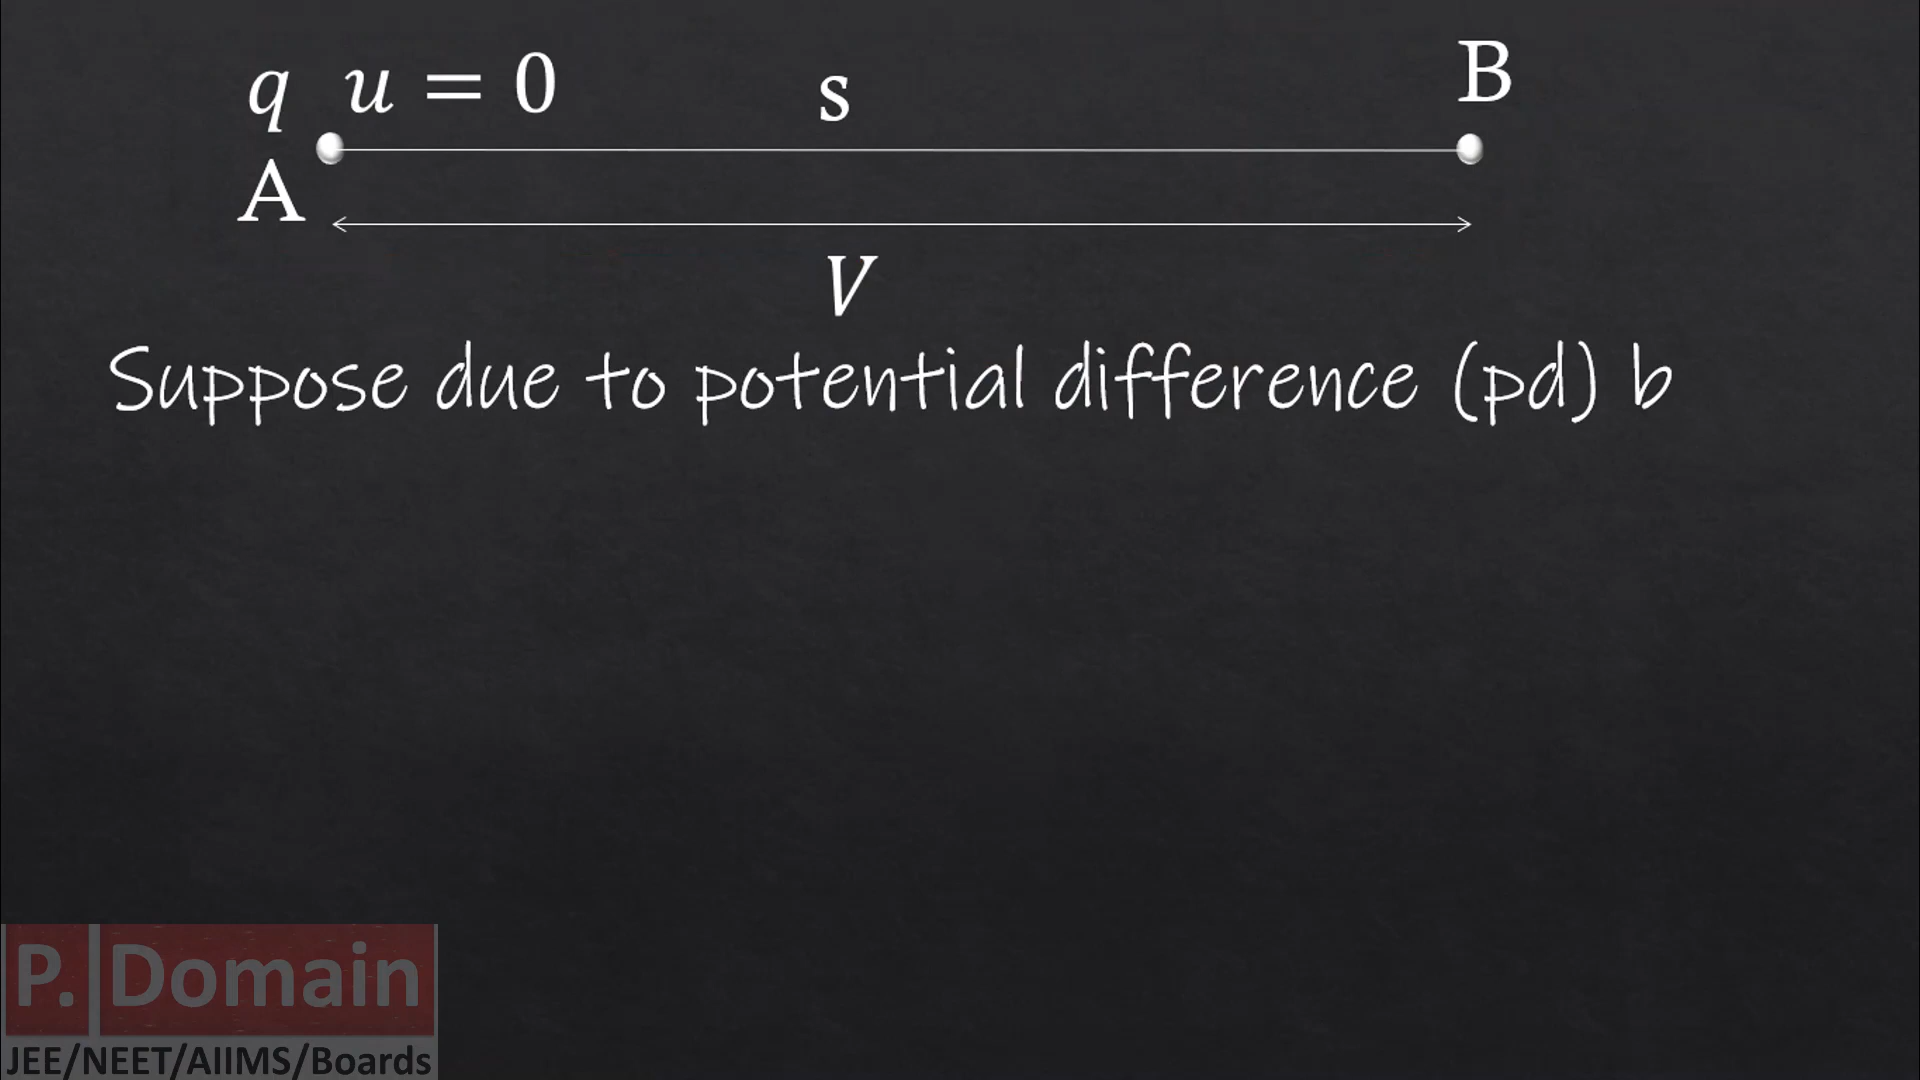 q u = 0 s B
A
V
Suppose due to potential difference (pd) b
P. Domain
JEE/NEET/AIIMS/Boards